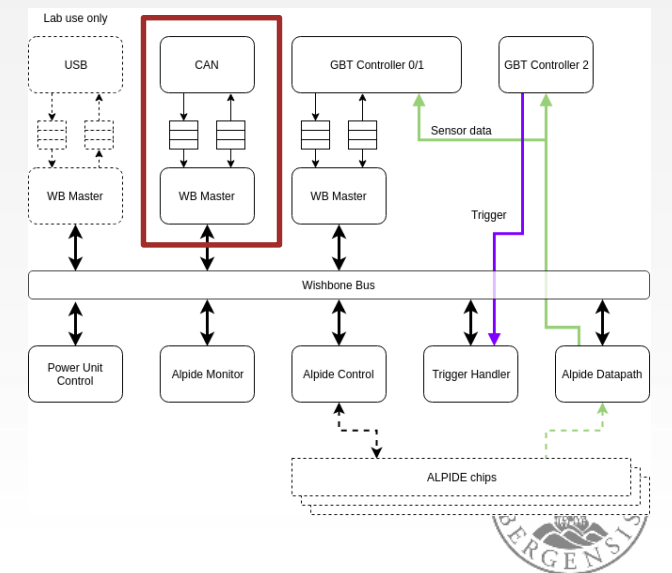 Lab use only
USB
CAN
GBT Controller 0/1
GBT Controller 2
Sensor data
WB Master
WB Master
WB Master
Trigger
Wishbone Bus
Power Unit
Control
Alpide Monitor
Alpide Control
Trigger Handler
Alpide Datapath
ALPIDE chips
BERGENSIS